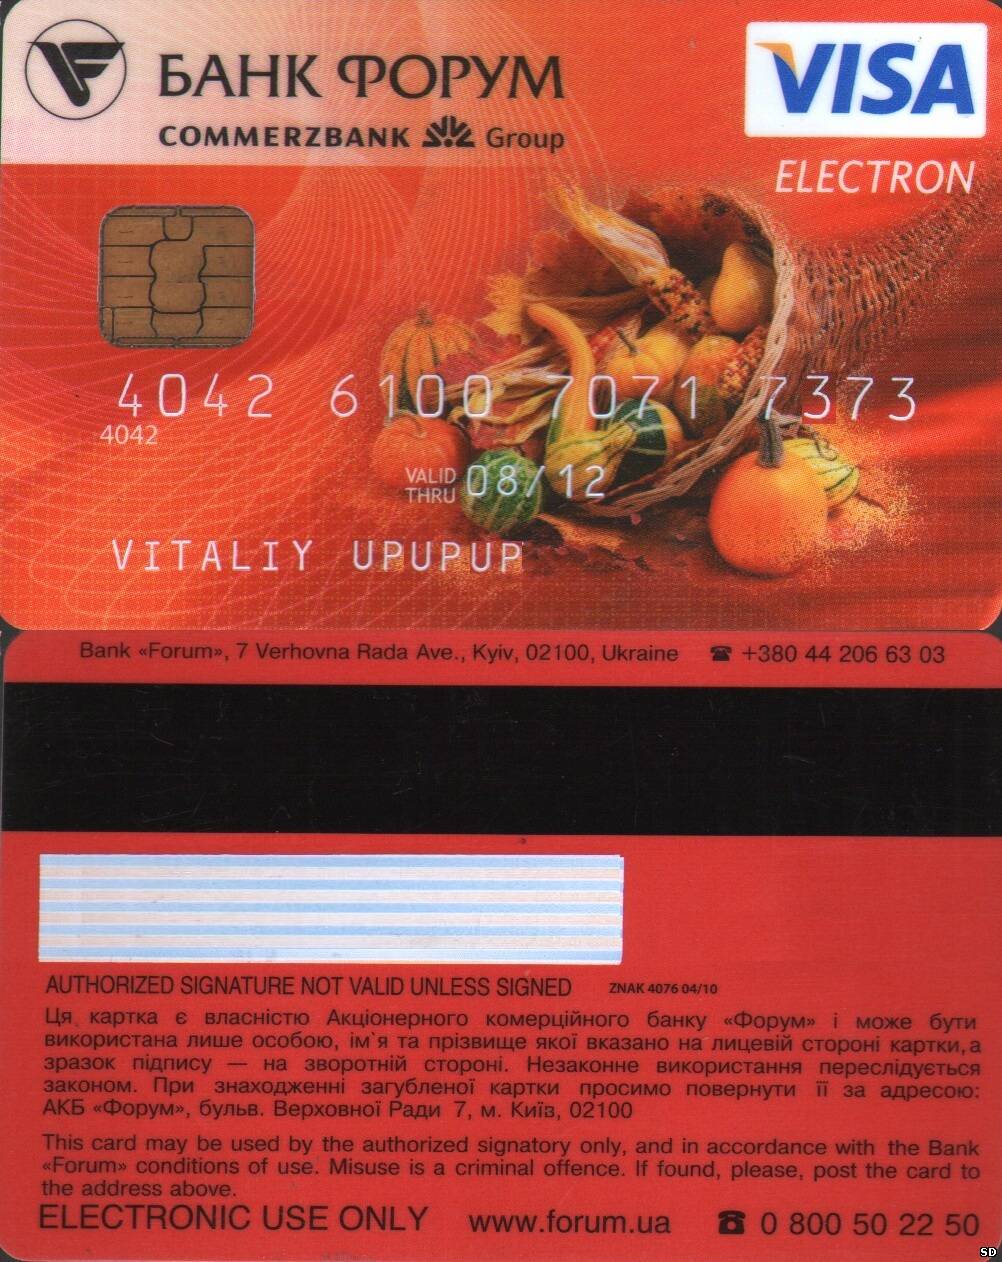 БАНК ФОРУМ
COMMERZBANK Group
VISA
ELECTRON
4042 6100 7071 7373
4042
VALID THRU 08/12
VITALIY UPUPUP
Bank «Forum», 7 Verhovna Rada Ave., Kyiv, 02100, Ukraine ☎ +380 44 206 63 03
AUTHORIZED SIGNATURE NOT VALID UNLESS SIGNED ZNAK 4076 04/10
Ця картка є власністю Акціонерного комерційного банку «Форум» і може бути
використана лише особою, ім`я та прізвище якої вказано на лицевій стороні картки, а
зразок підпису — на зворотній стороні. Незаконне використання переслідується
законом. При знаходженні загубленої картки просимо повернути її за адресою:
АКБ «Форум», бульв. Верховної Ради 7, м. Київ, 02100
This card may be used by the authorized signatory only, and in accordance with the Bank
«Forum» conditions of use. Misuse is a criminal offence. If found, please, post the card to
the address above.
ELECTRONIC USE ONLY www.forum.ua ☎ 0 800 50 22 50
SD